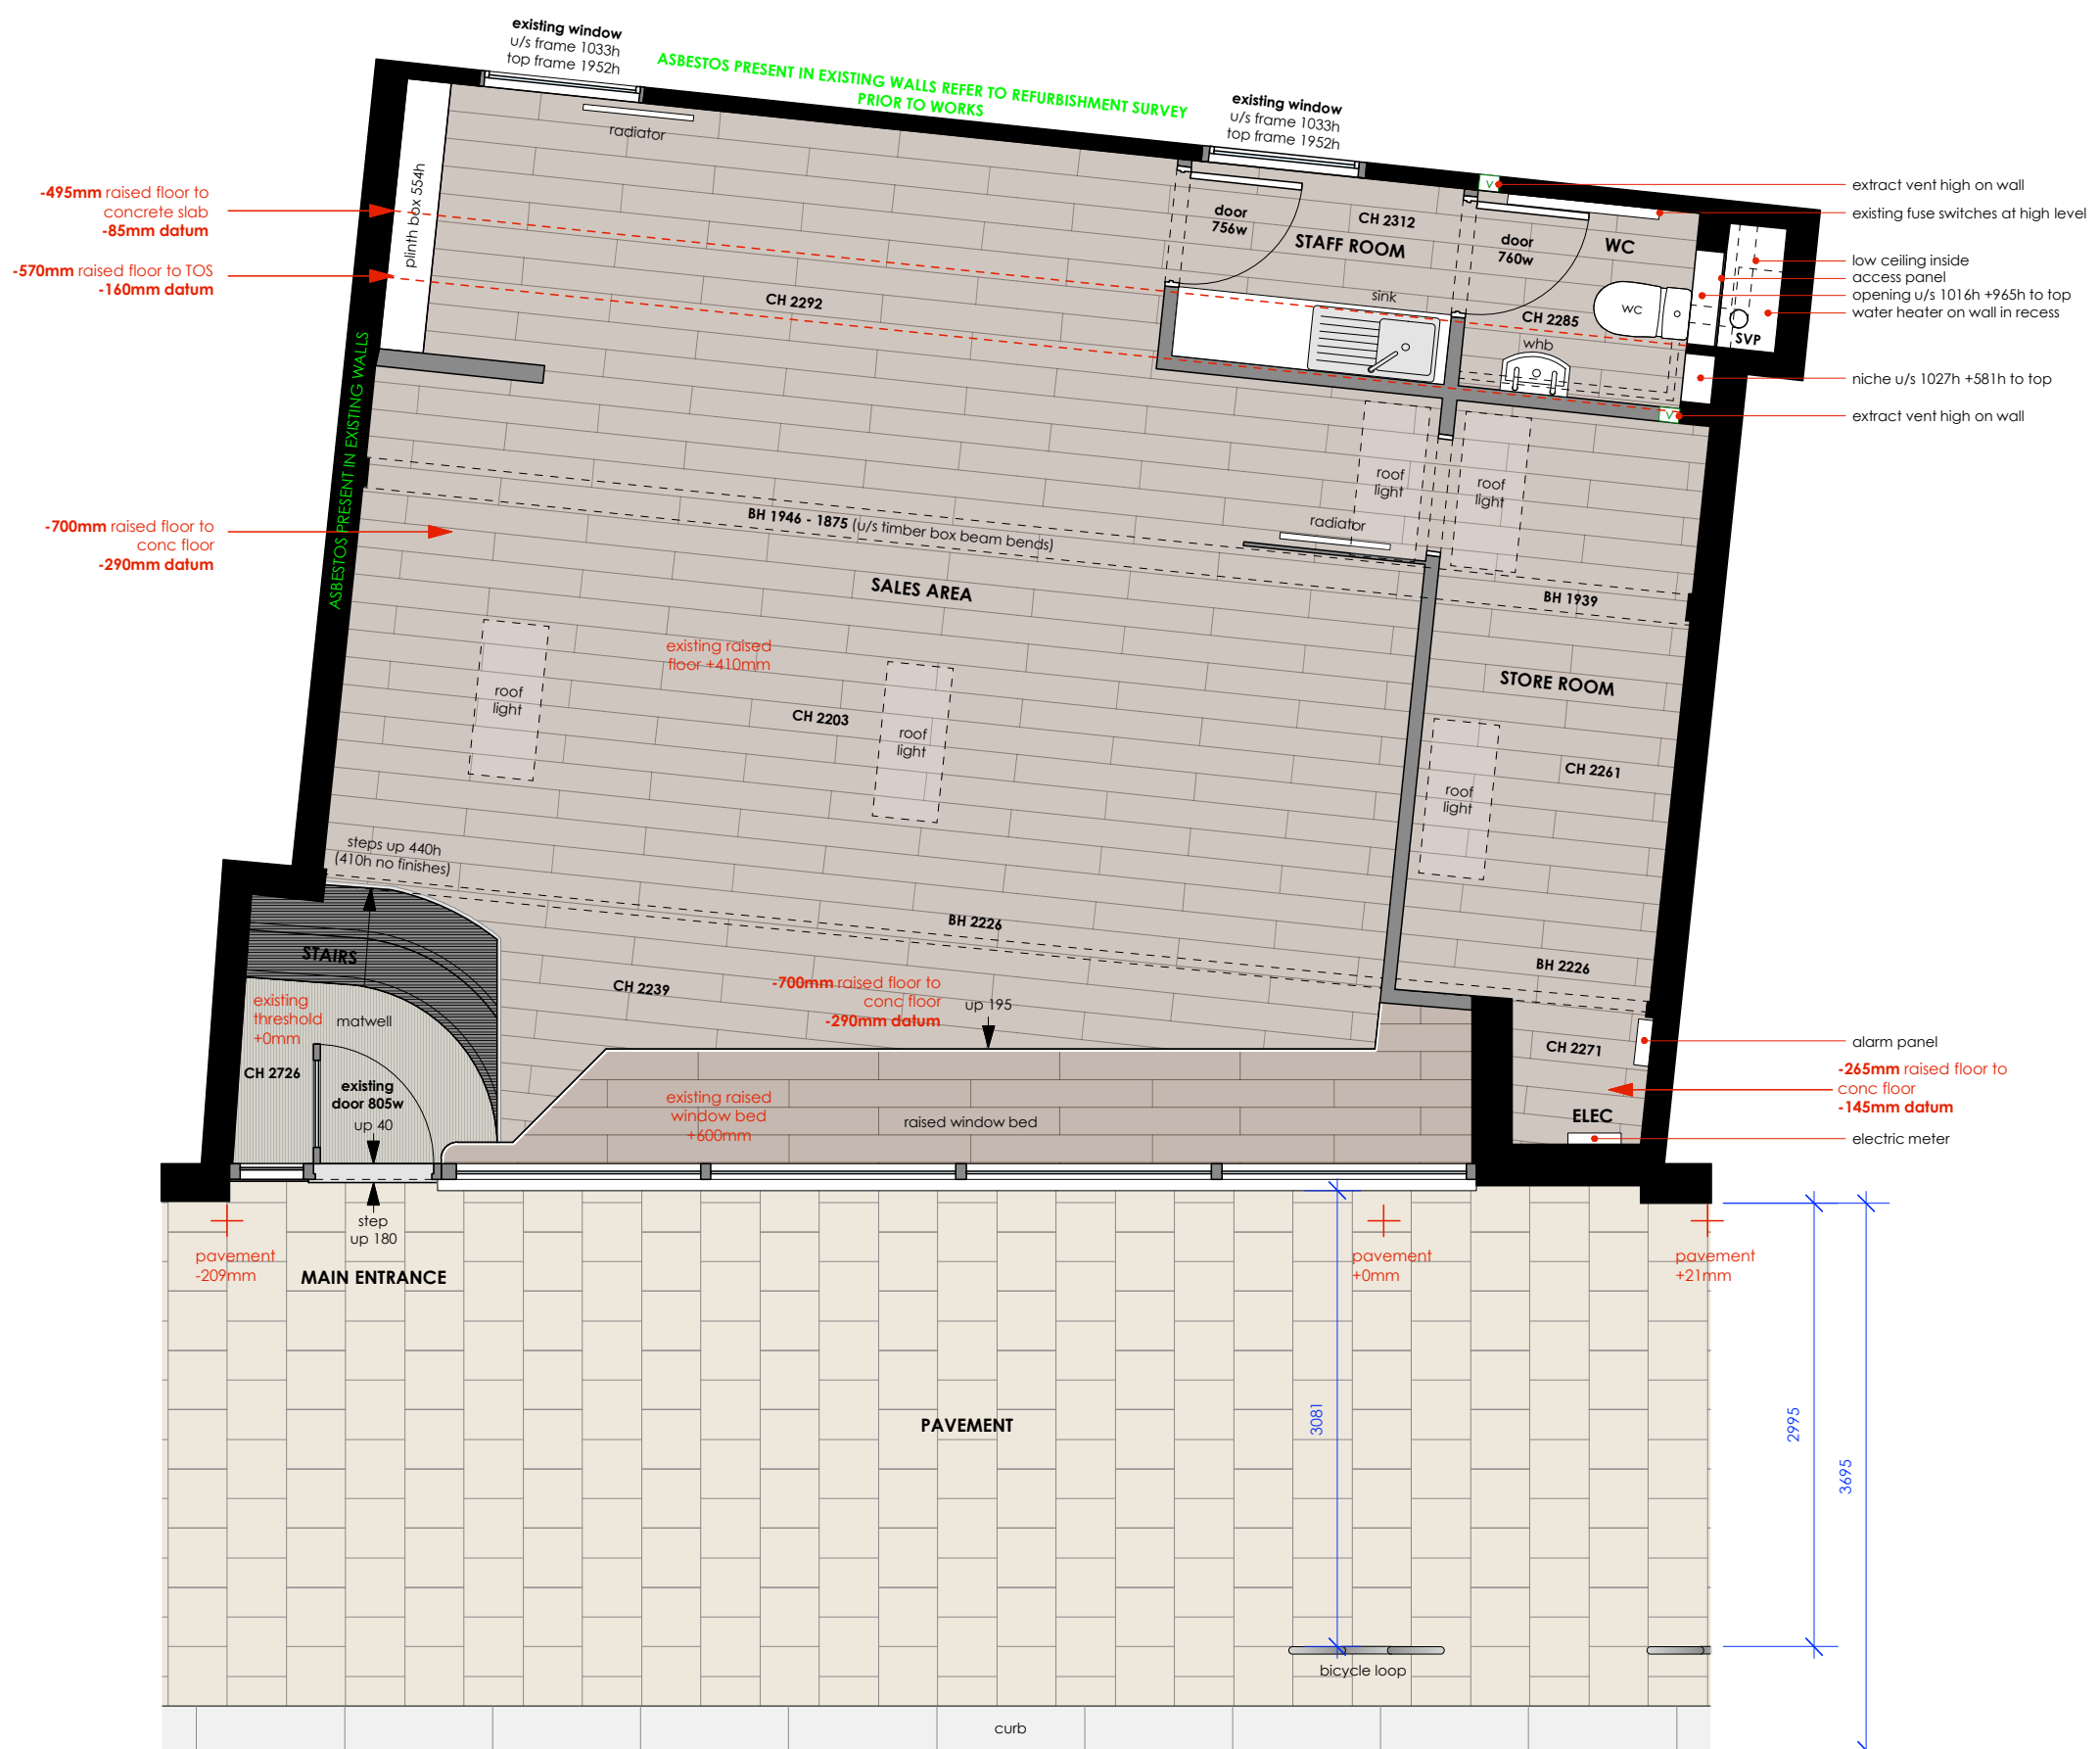 existing window
u/s frame 1033h
top frame 1952h
ASBESTOS PRESENT IN EXISTING WALLS REFER TO REFURBISHMENT SURVEY
PRIOR TO WORKS
existing window
u/s frame 1033h
top frame 1952h
radiator
plinth box 554h
-495mm raised floor to
concrete slab
-85mm datum
-570mm raised floor to TOS
-160mm datum
ASBESTOS PRESENT IN EXISTING WALLS
-700mm raised floor to
conc floor
-290mm datum
door
756w
CH 2312
STAFF ROOM
door
760w
WC
V
extract vent high on wall
existing fuse switches at high level
low ceiling inside
access panel
opening u/s 1016h +965h to top
water heater on wall in recess
SVP
niche u/s 1027h +581h to top
V
extract vent high on wall
CH 2292
sink
CH 2285
whb
WC
roof
light
roof
light
radiator
BH 1946 - 1875 (u/s timber box beam bends)
SALES AREA
BH 1939
existing raised
floor +410mm
STORE ROOM
roof
light
CH 2203
roof
light
CH 2261
roof
light
steps up 440h
(410h no finishes)
BH 2226
BH 2226
STAIRS
CH 2239
-700mm raised floor to
conc floor
-290mm datum
up 195
existing
threshold
+0mm
matwell
CH 2726
existing
door 805w
up 40
CH 2271
alarm panel
-265mm raised floor to
conc floor
-145mm datum
existing raised
window bed
+600mm
raised window bed
ELEC
electric meter
step
up 180
pavement
-209mm
MAIN ENTRANCE
pavement
+0mm
pavement
+21mm
PAVEMENT
3081
2995
3695
bicycle loop
curb